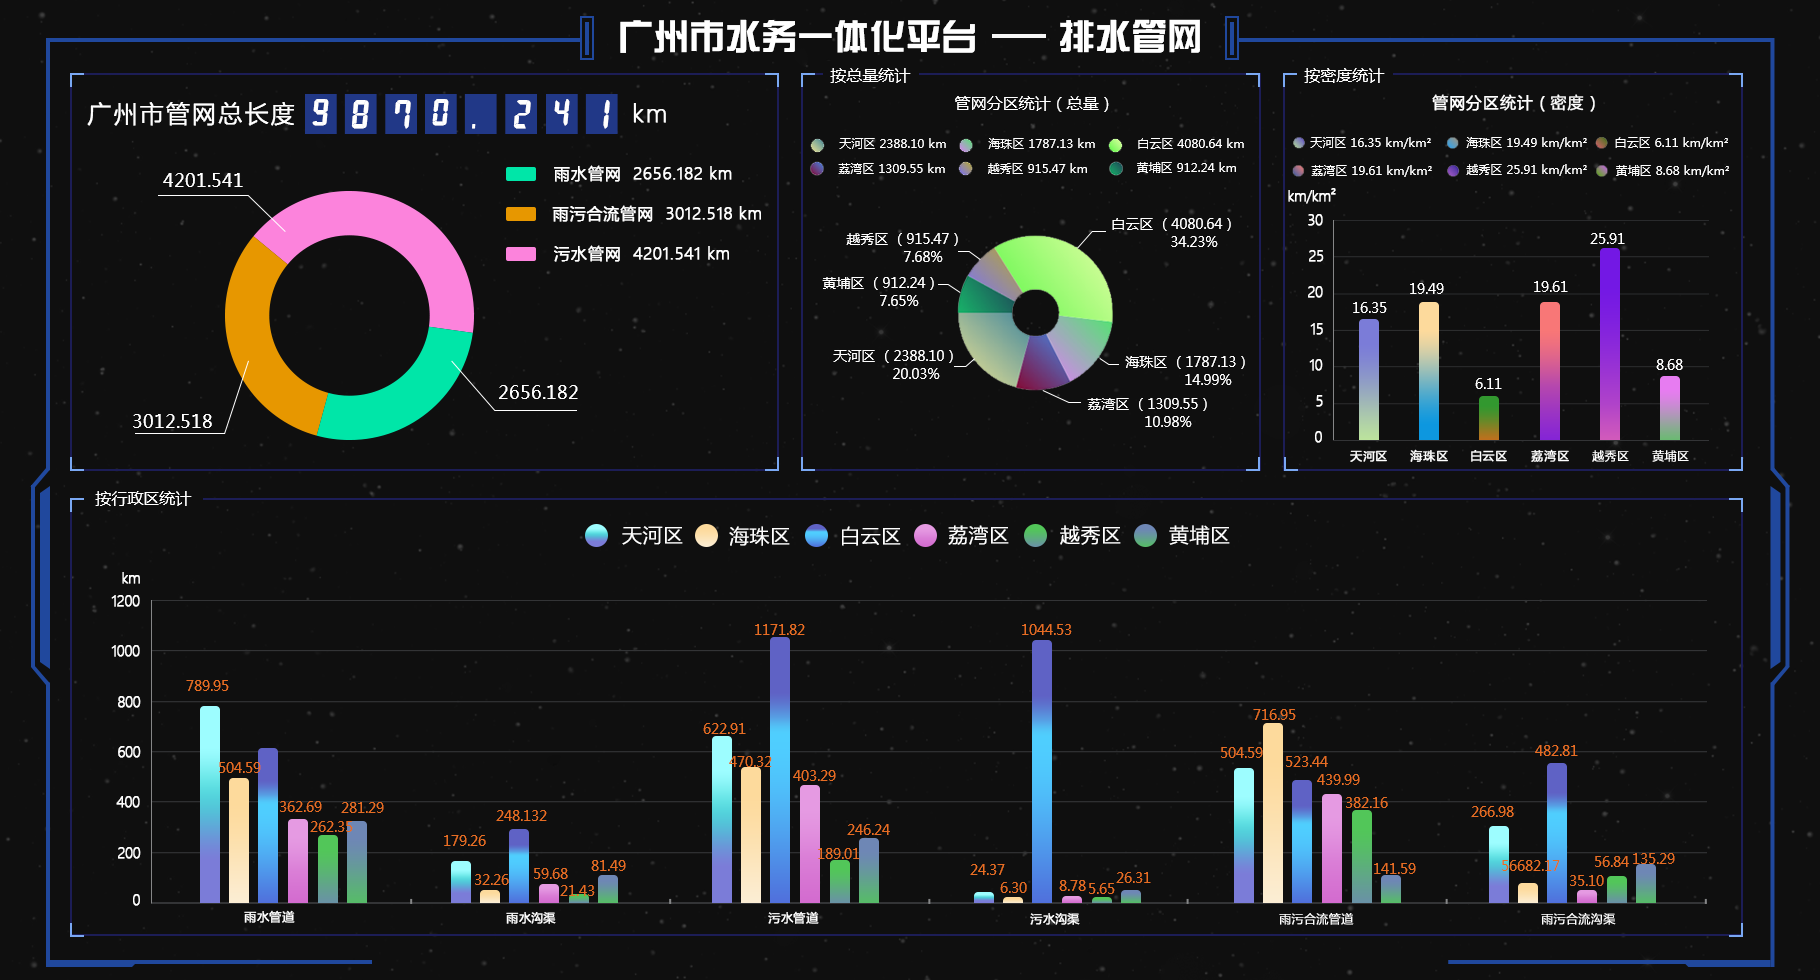 广州市水务一体化平台 — 排水管网
广州市管网总长度 9870.241 km
雨水管网 2656.182 km
雨污合流管网 3012.518 km
污水管网 4201.541 km
4201.541
3012.518
2656.182
按总量统计
管网分区统计（总量）
天河区 2388.10 km 海珠区 1787.13 km 白云区 4080.64 km
荔湾区 1309.55 km 越秀区 915.47 km 黄埔区 912.24 km
白云区（4080.64）
34.23%
越秀区（915.47）
7.68%
黄埔区（912.24）
7.65%
天河区（2388.10）
20.03%
海珠区（1787.13）
14.99%
荔湾区（1309.55）
10.98%
按密度统计
管网分区统计（密度）
天河区 16.35 km/km² 海珠区 19.49 km/km² 白云区 6.11 km/km²
荔湾区 19.61 km/km² 越秀区 25.91 km/km² 黄埔区 8.68 km/km²
km/km²
30
25
20
15
10
5
0
16.35
19.49
6.11
19.61
25.91
8.68
天河区 海珠区 白云区 荔湾区 越秀区 黄埔区
按行政区统计
天河区 海珠区 白云区 荔湾区 越秀区 黄埔区
km
1200
1000
800
600
400
200
0
789.95
504.59
362.69
281.29
179.26
32.26
248.132
59.68
21.43
81.49
622.91
470.32
1171.82
403.29
189.01
246.24
24.37
6.30
1044.53
8.78
5.65
26.31
504.59
716.95
523.44
439.99
382.16
141.59
266.98
56682.17
482.81
35.10
56.84
135.29
雨水管道 雨水沟渠 污水管道 污水沟渠 雨污合流管道 雨污合流沟渠